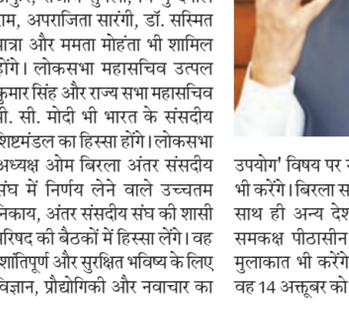 राम, अपराजिता सारंगी, डॉ. सस्मित
पात्रा और ममता मोहंता भी शामिल
होंगे। लोकसभा महासचिव उत्पल
कुमार सिंह और राज्य सभा महासचिव
पी. सी. मोदी भी भारत के संसदीय
शिष्टमंडल का हिस्सा होंगे। लोकसभा
अध्यक्ष ओम बिरला अंतर संसदीय
संघ में निर्णय लेने वाले उच्चतम
निकाय, अंतर संसदीय संघ की शासी
परिषद की बैठकों में हिस्सा लेंगे। वह
शांतिपूर्ण और सुरक्षित भविष्य के लिए
विज्ञान, प्रौद्योगिकी और नवाचार का
उपयोग' विषय पर
भी करेंगे। बिरला
साथ ही अन्य
समकक्ष पीठासीन
मुलाकात भी करेंगे
वह 14 अक्टूबर को